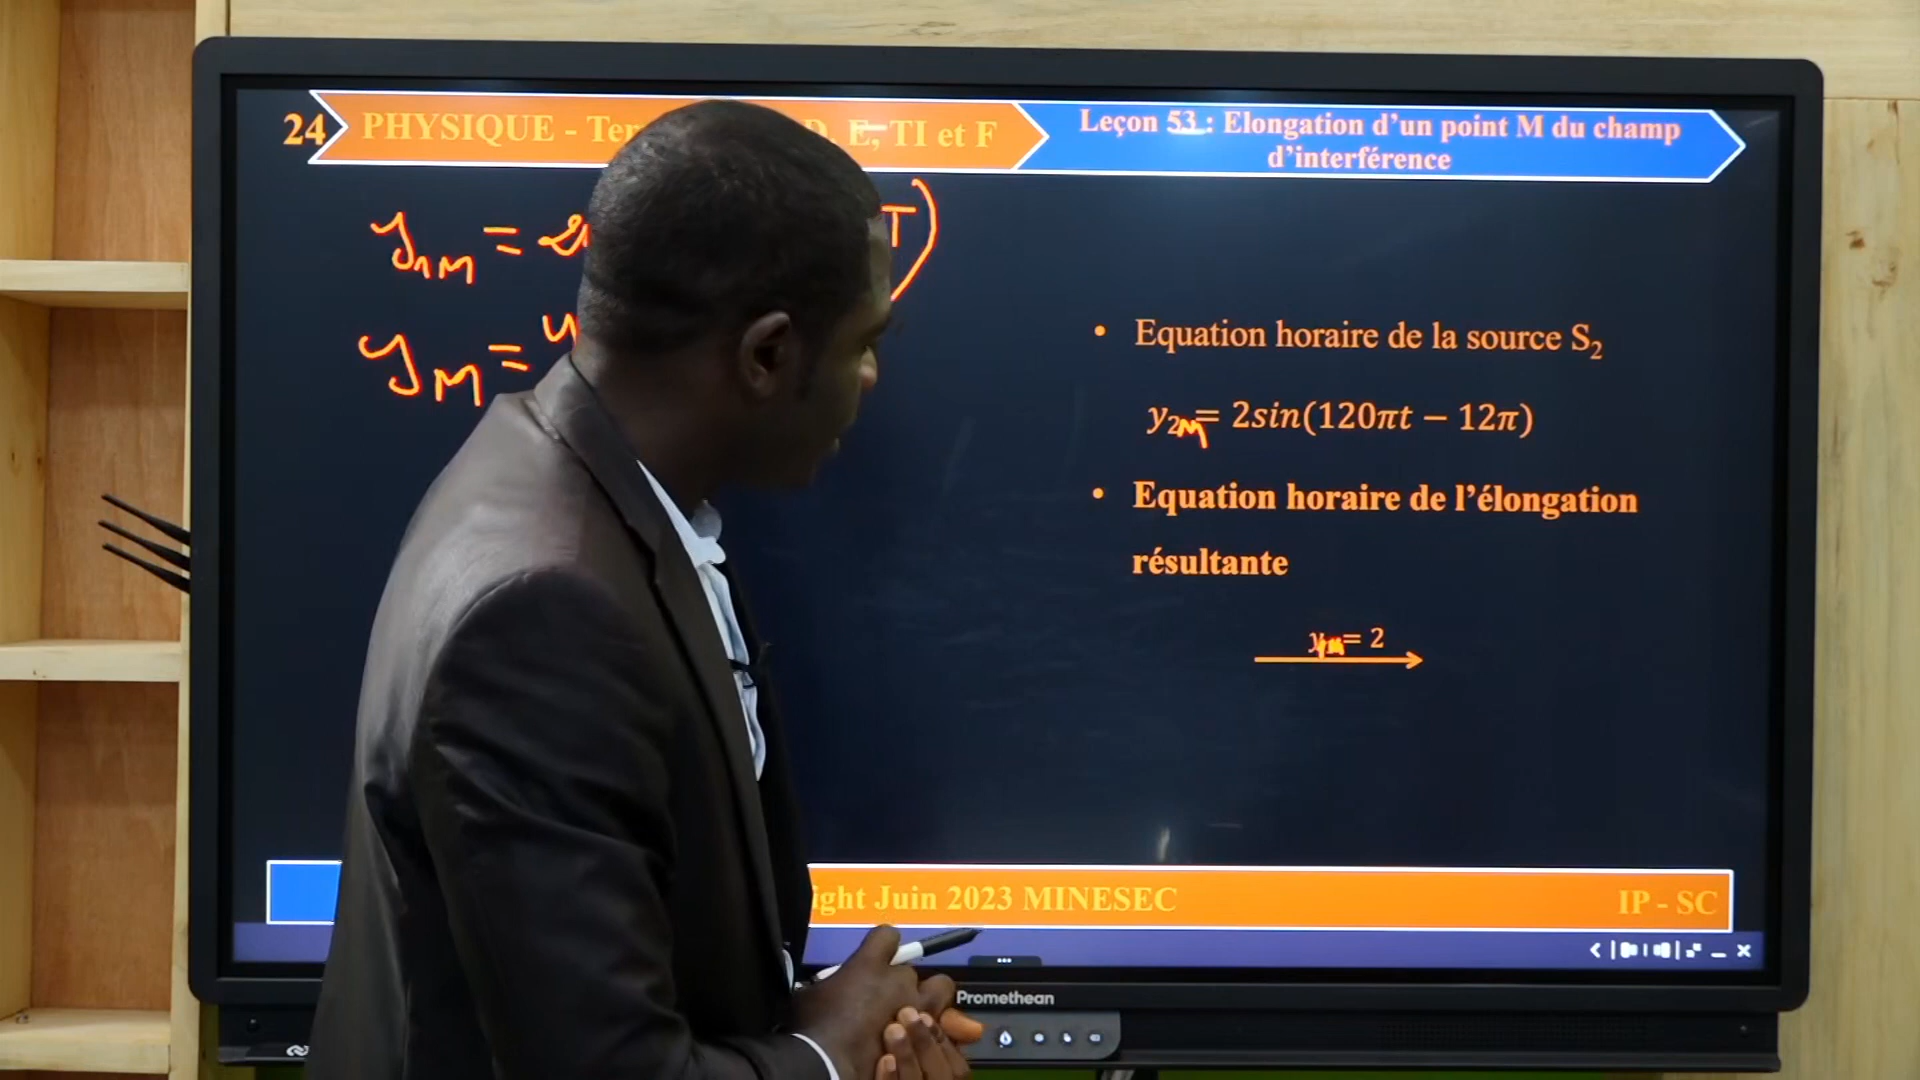 24 PHYSIQUE - Ter D, E, TI et F
Leçon 53 : Elongation d’un point M du champ
d’interférence
y1M = 2 T)
yM = 4
• Equation horaire de la source S₂
y₂M = 2sin(120πt − 12π)
• Equation horaire de l’élongation
résultante
y1M = 2
ight Juin 2023 MINESEC
IP - SC
Promethean